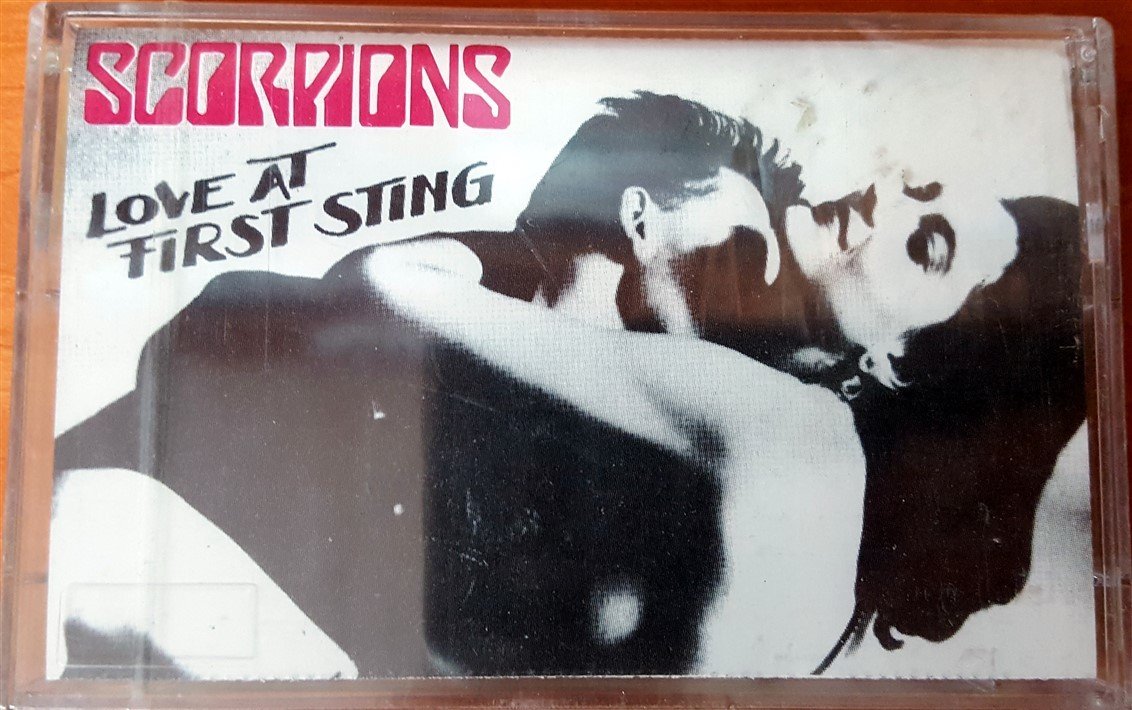 SCORPIONS
LOVE AT
FIRST STING